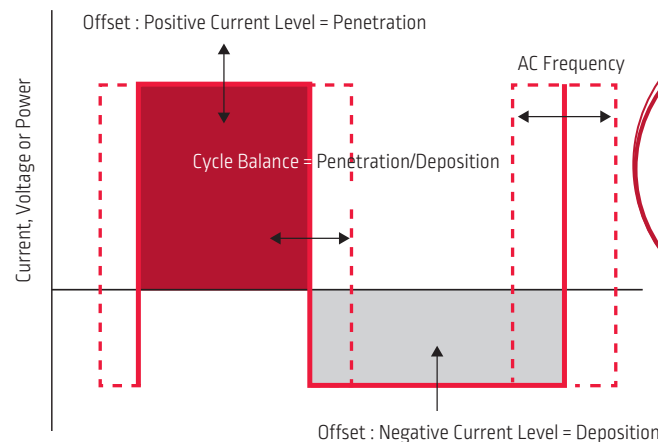 Offset : Positive Current Level = Penetration
AC Frequency
Current, Voltage or Power
Cycle Balance = Penetration/Deposition
Offset : Negative Current Level = Deposition